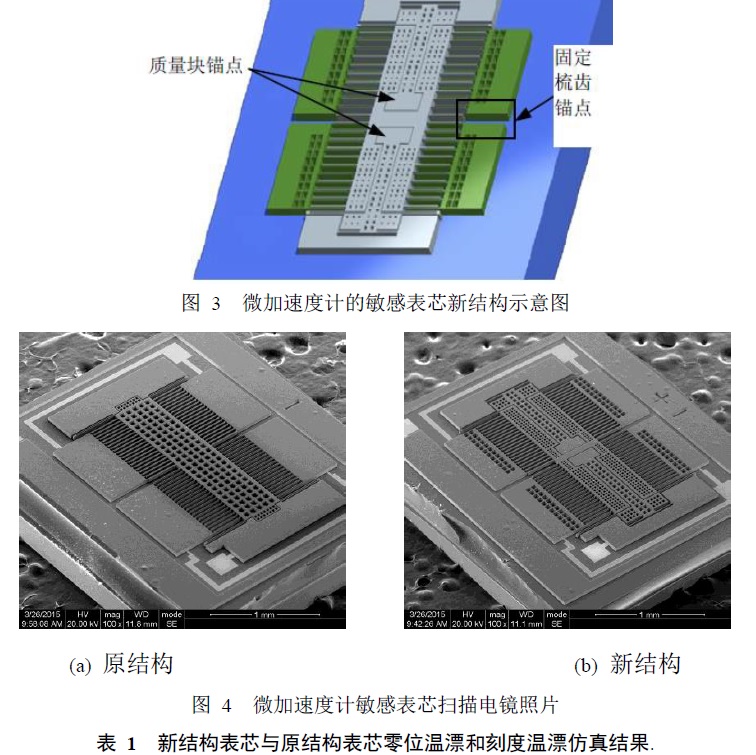 质量块锚点
固定
梳齿
锚点
图 3 微加速度计的敏感表芯新结构示意图
3/26/2015 HV mag WD mode
9:58:08 AM 20.00 kV 100 x 11.8 mm SE
1 mm
3/26/2015 HV mag WD mode
9:42:26 AM 20.00 kV 100 x 11.1 mm SE
1 mm
(a) 原结构
(b) 新结构
图 4 微加速度计敏感表芯扫描电镜照片
表 1 新结构表芯与原结构表芯零位温漂和刻度温漂仿真结果.